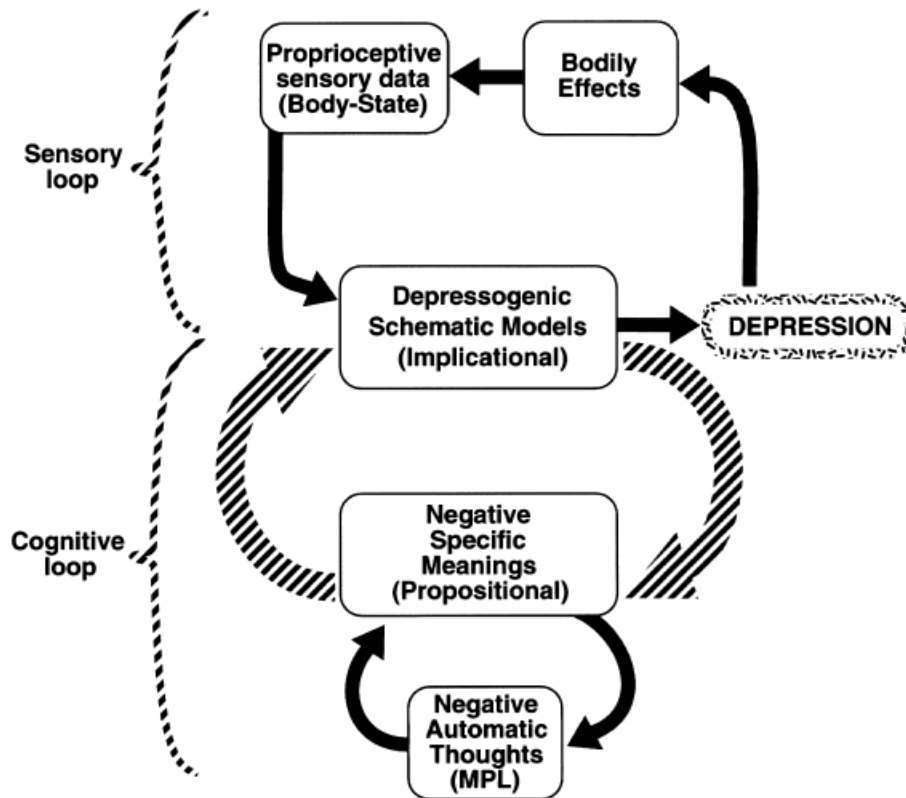 Proprioceptive
sensory data
(Body-State)
Bodily
Effects
Sensory
loop
Depressogenic
Schematic Models
(Implicational)
DEPRESSION
Cognitive
loop
Negative
Specific
Meanings
(Propositional)
Negative
Automatic
Thoughts
(MPL)